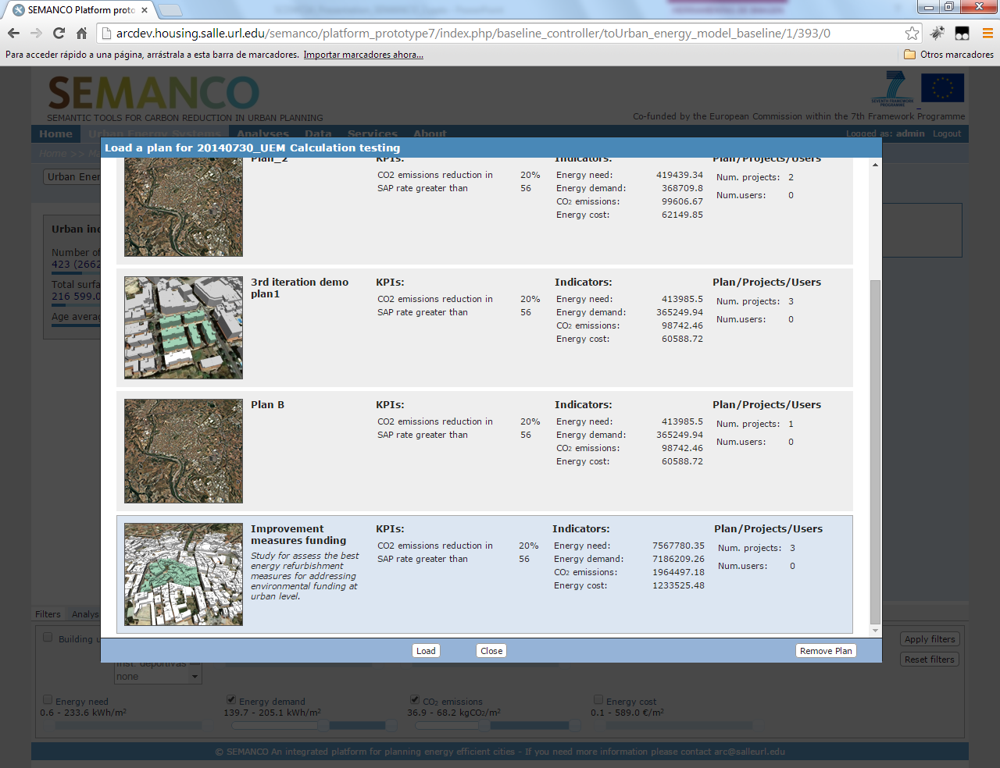 SEMANCO Platform proto
arcdev.housing.salle.url.edu/semanco/platform_prototype7/index.php/baseline_controller/toUrban_energy_model_baseline/1/393/0
Para acceder rápido a una página, arrástrala a esta barra de marcadores. Importar marcadores ahora...
Otros marcadores
SEMANCO
SEMANTIC TOOLS FOR CARBON REDUCTION IN URBAN PLANNING
SEVENTH FRAMEWORK
PROGRAMME
Co-funded by the European Commission within the 7th Framework Programme
Home Urban Energy Systems Analyses Data Services About
Logged as: admin Logout
Home >>
Load a plan for 20140730_UEM Calculation testing
Urban Ener
Urban in
Number of
423 (2662
Total surfa
216 599.0
Age averag
Plan_2
KPIs:
CO2 emissions reduction in 20%
SAP rate greater than 56
Indicators:
Energy need: 419439.34
Energy demand: 368709.8
CO2 emissions: 99606.67
Energy cost: 62149.85
Plan/Projects/Users
Num. projects: 2
Num.users: 0
3rd iteration demo
plan1
KPIs:
CO2 emissions reduction in 20%
SAP rate greater than 56
Indicators:
Energy need: 413985.5
Energy demand: 365249.94
CO2 emissions: 98742.46
Energy cost: 60588.72
Plan/Projects/Users
Num. projects: 3
Num.users: 0
Plan B
KPIs:
CO2 emissions reduction in 20%
SAP rate greater than 56
Indicators:
Energy need: 413985.5
Energy demand: 365249.94
CO2 emissions: 98742.46
Energy cost: 60588.72
Plan/Projects/Users
Num. projects: 1
Num.users: 0
Improvement
measures funding
Study for assess the best
energy refurbishment
measures for addressing
environmental funding at
urban level.
KPIs:
CO2 emissions reduction in 20%
SAP rate greater than 56
Indicators:
Energy need: 7567780.35
Energy demand: 7186209.26
CO2 emissions: 1964497.18
Energy cost: 1233525.48
Plan/Projects/Users
Num. projects: 3
Num.users: 0
Load
Close
Remove Plan
Filters Analys
Building u
Inst. deportivas
none
Apply filters
Reset filters
Energy need
0.6 - 233.6 kWh/m²
Energy demand
139.7 - 205.1 kWh/m²
CO2 emissions
36.9 - 68.2 kgCO2/m²
Energy cost
0.1 - 589.0 €/m²
© SEMANCO An integrated platform for planning energy efficient cities - If you need more information please contact arc@salleurl.edu